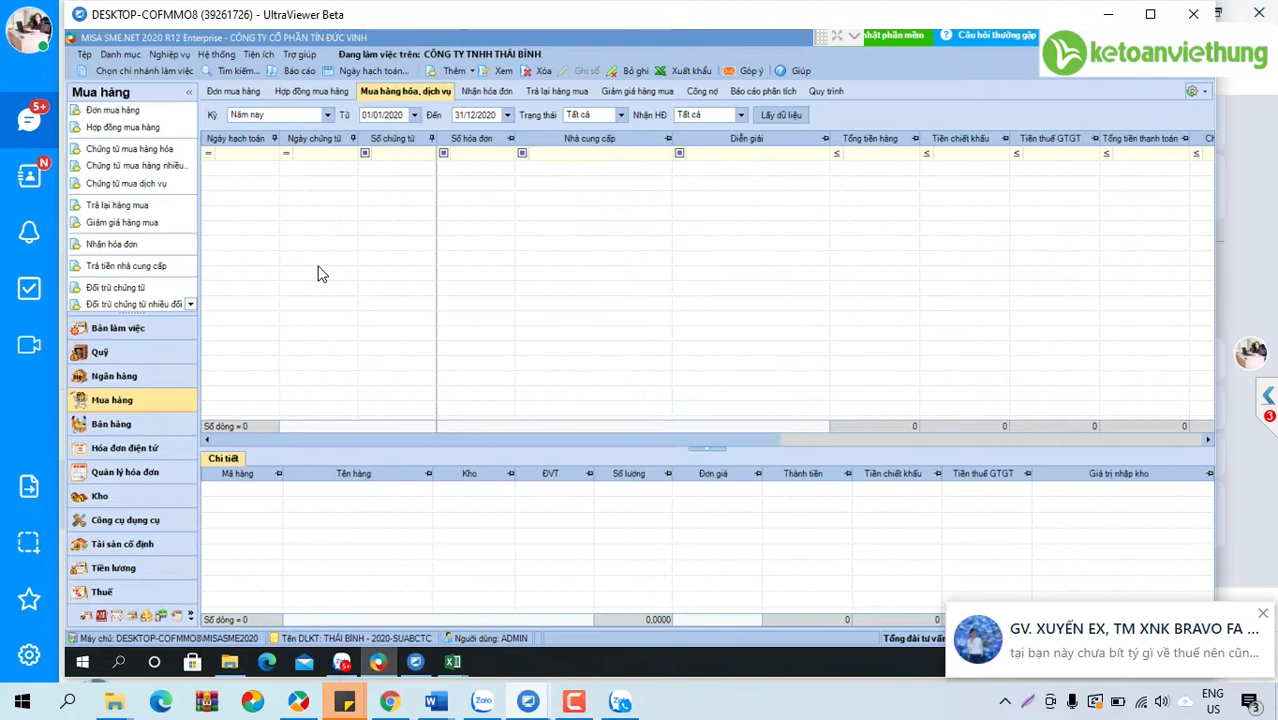 DESKTOP-COFMMO8 (39261726) - UltraViewer Beta
MISA SME.NET 2020 R12 Enterprise - CÔNG TY CỔ PHẦN TÍN ĐỨC VINH
nhật phần mềm
Câu hỏi thường gặp
ketoanviethung
Tệp Danh mục Nghiệp vụ Hệ thống Tiện ích Trợ giúp
Đang làm việc trên: CÔNG TY TNHH THÁI BÌNH
Chọn chi nhánh làm việc Tìm kiếm... Báo cáo Ngày hạch toán... Thêm Xem Xóa Ghi sổ Bỏ ghi Xuất khẩu Góp ý Giúp
Mua hàng «
Đơn mua hàng Hợp đồng mua hàng Mua hàng hóa, dịch vụ Nhận hóa đơn Trả lại hàng mua Giảm giá hàng mua Công nợ Báo cáo phân tích Quy trình
Kỳ Năm nay Từ 01/01/2020 Đến 31/12/2020 Trạng thái Tất cả Nhận HĐ Tất cả Lấy dữ liệu
Ngày hạch toán Ngày chứng từ Số chứng từ Số hóa đơn Nhà cung cấp Diễn giải Tổng tiền hàng Tiền chiết khấu Tiền thuế GTGT Tổng tiền thanh toán Ch
= = ≤ ≤ ≤ ≤ ≤
Đơn mua hàng
Hợp đồng mua hàng
Chứng từ mua hàng hóa
Chứng từ mua hàng nhiều...
Chứng từ mua dịch vụ
Trả lại hàng mua
Giảm giá hàng mua
Nhận hóa đơn
Trả tiền nhà cung cấp
Đối trừ chứng từ
Đối trừ chứng từ nhiều đối
Bàn làm việc
Quỹ
Ngân hàng
Mua hàng
Bán hàng
Hóa đơn điện tử
Quản lý hóa đơn
Kho
Công cụ dụng cụ
Tài sản cố định
Tiền lương
Thuế
Số dòng = 0 0 0 0 0
Chi tiết
Mã hàng Tên hàng Kho ĐVT Số lượng Đơn giá Thành tiền Tiền chiết khấu Tiền thuế GTGT Giá trị nhập kho
Số dòng = 0 0,0000 0 0
Máy chủ: DESKTOP-COFMMO8\MISASME2020 Tên DLKT: THÁI BÌNH - 2020-SUABCTC Người dùng: ADMIN Tổng đài tư vấn
GV. XUYẾN EX, TM XNK BRAVO FA ...
tại bạn này chưa bít tý gì về thuế nên cũn...
5+
N
3
5+
Zalo
ENG
US
3